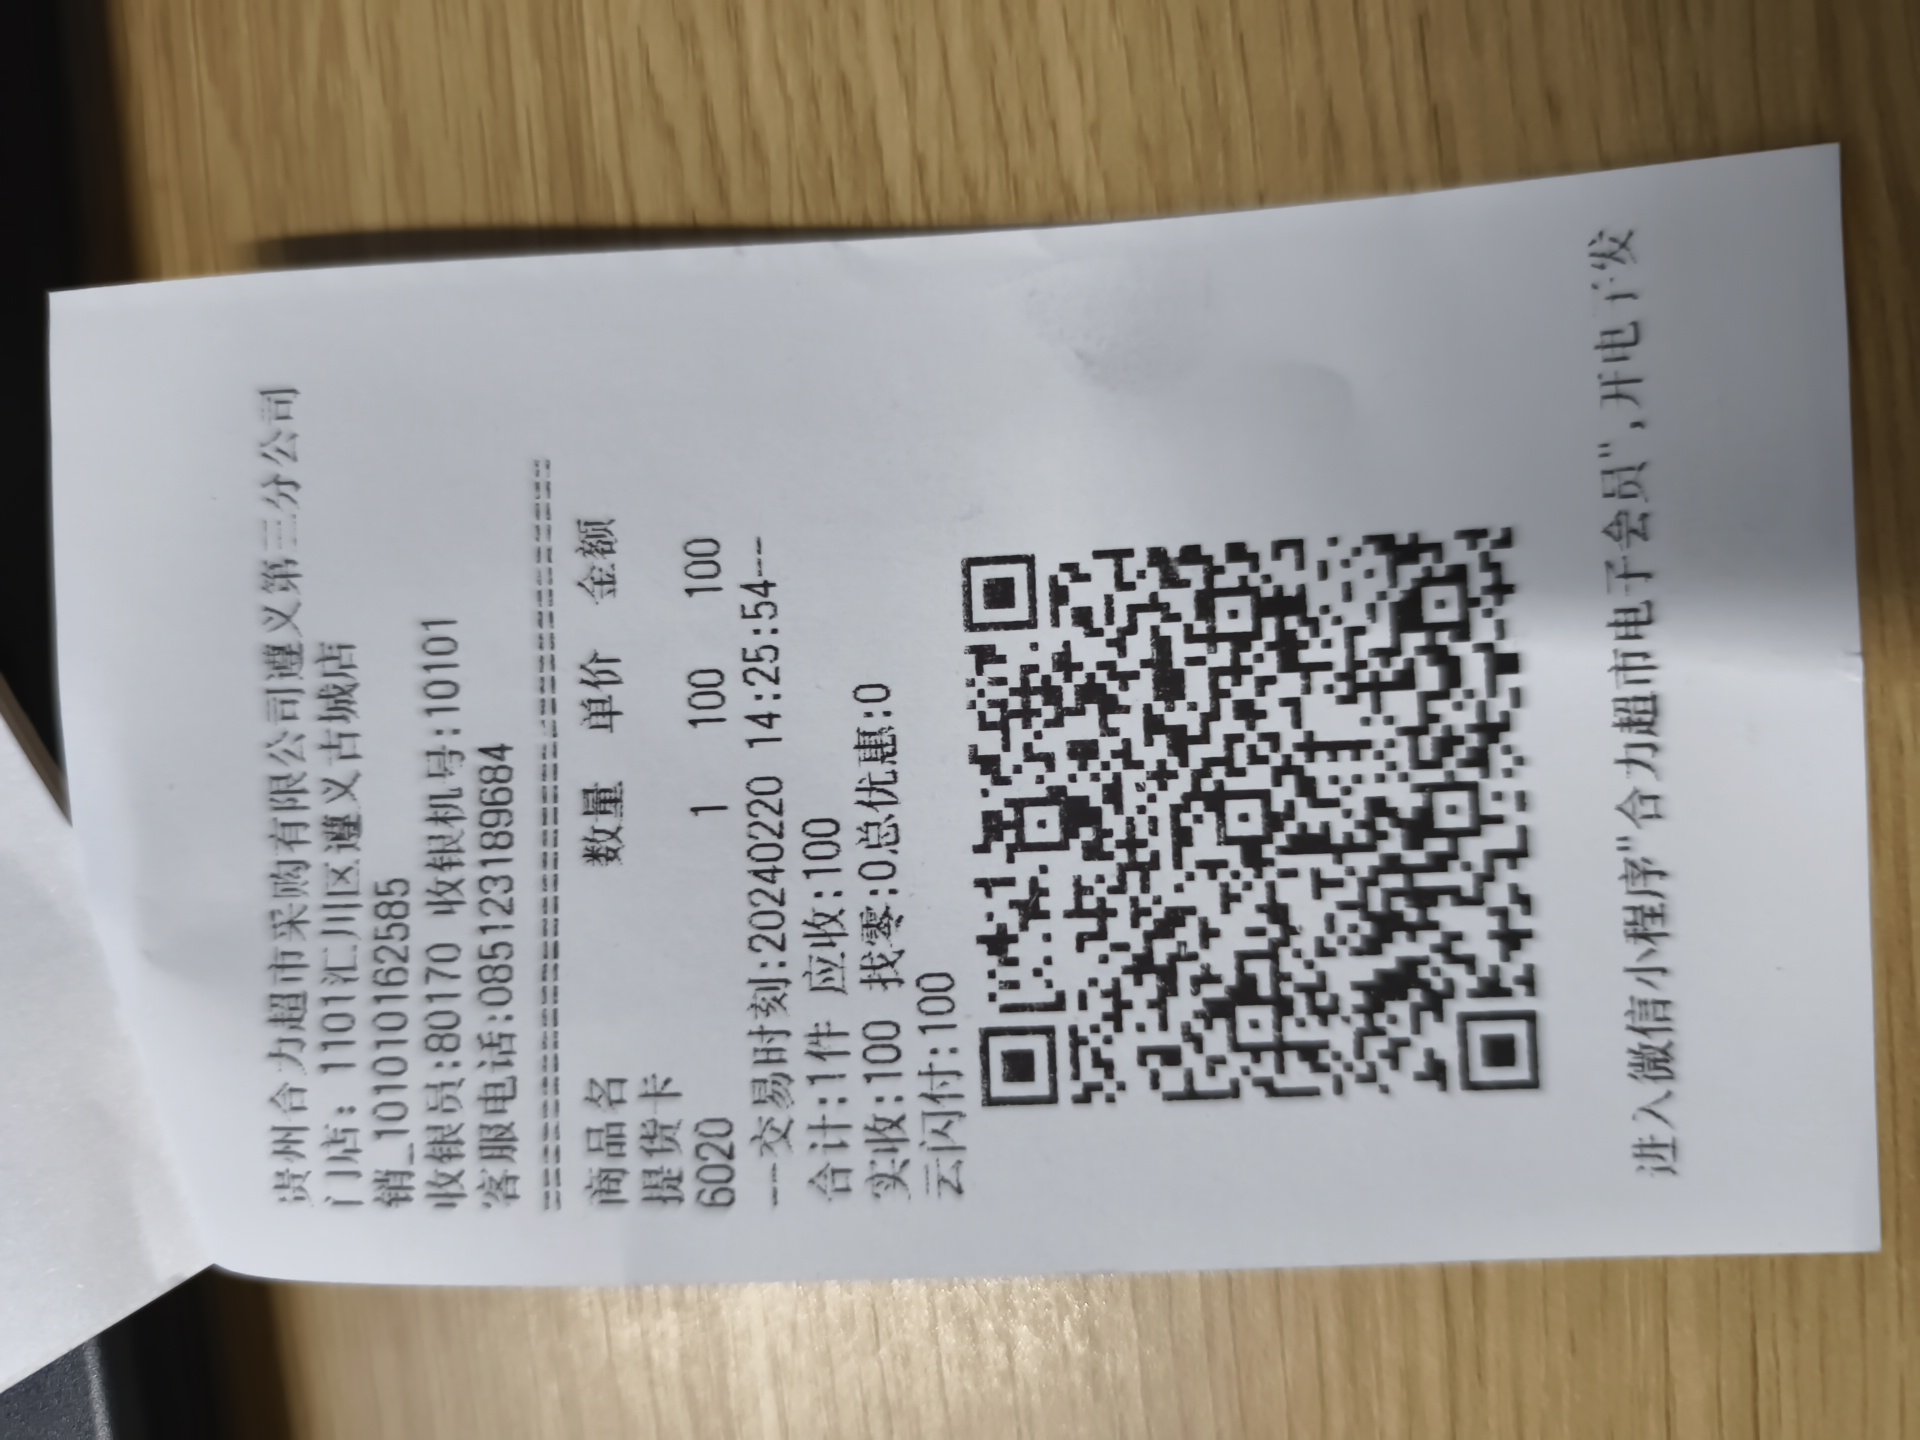 贵州合力超市采购有限公司遵义第三分公司
门店: 1101汇川区遵义古城店
销_1010101625​85
收银员:80170 收银机号:10101
客服电话:085123189684
==================================
商品名 数量 单价 金额
提货卡
6020 1 100 100
--交易时刻:20240220 14:25:54--
合计:1件 应收:100
实收:100 找零:0总优惠:0
云闪付:100
进入微信小程序"合力超市电子会员",开电子发